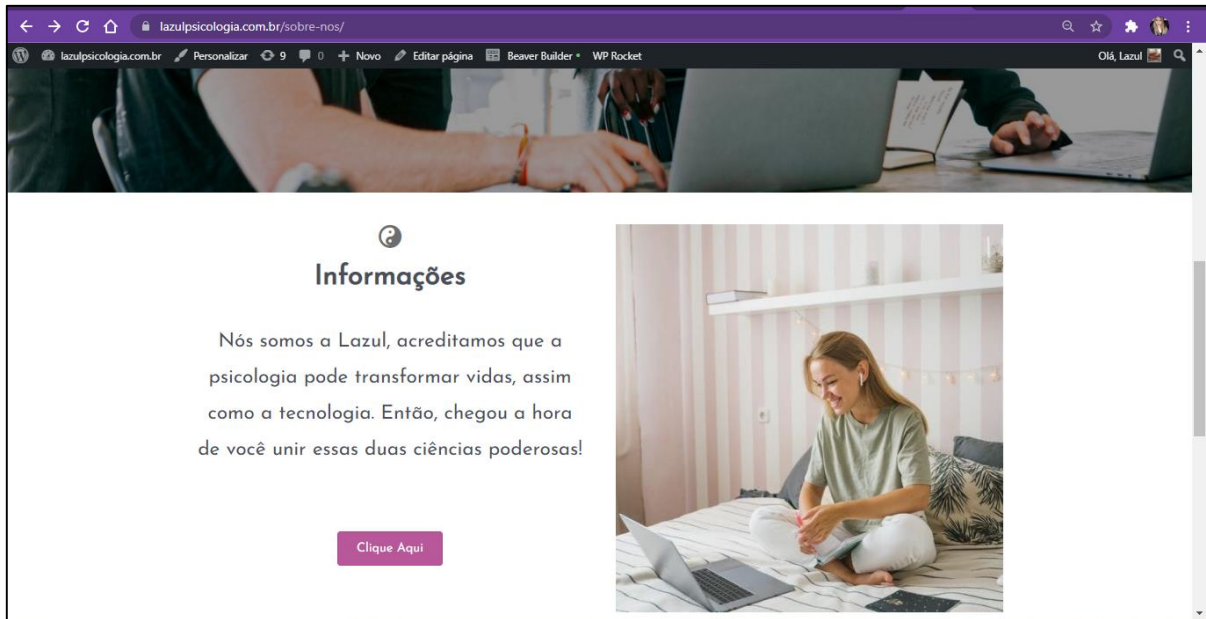 lazulpsicologia.com.br/sobre-nos/
lazulpsicologia.com.br Personalizar 9 0 + Novo Editar página Beaver Builder • WP Rocket Olá, Lazul
Informações
Nós somos a Lazul, acreditamos que a
psicologia pode transformar vidas, assim
como a tecnologia. Então, chegou a hora
de você unir essas duas ciências poderosas!
Clique Aqui